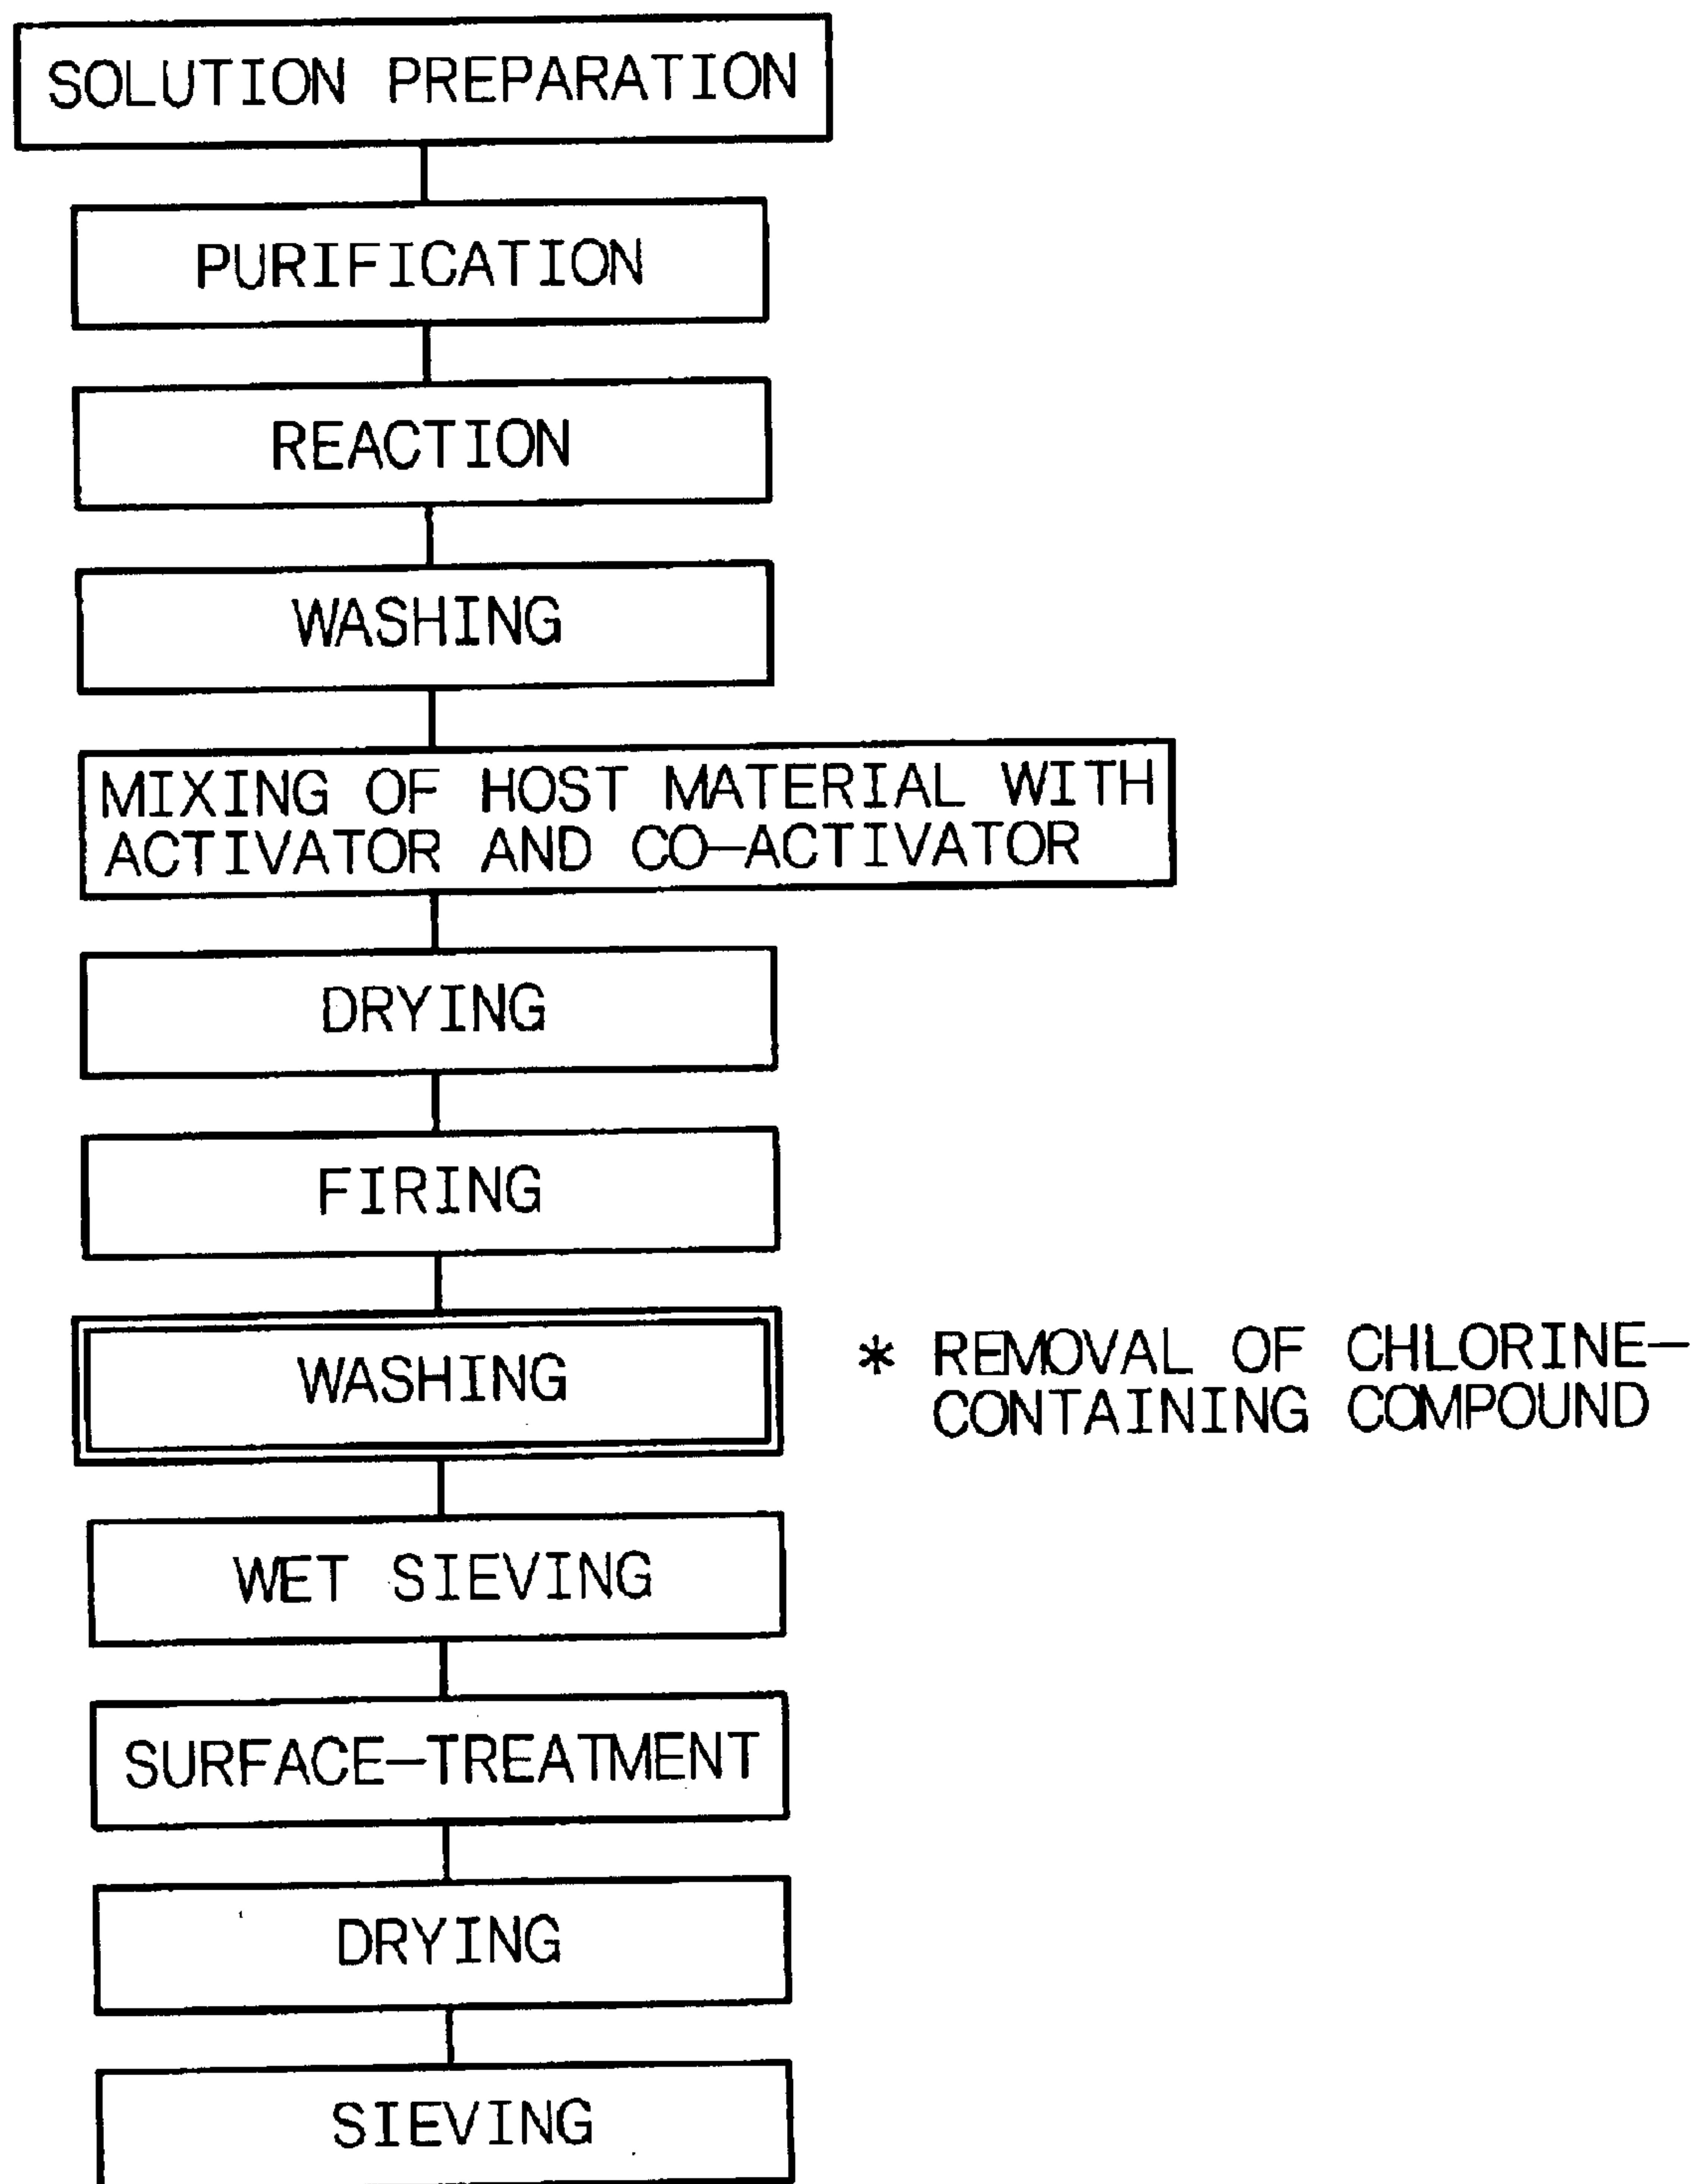 SOLUTION PREPARATION
PURIFICATION
REACTION
WASHING
MIXING OF HOST MATERIAL WITH
ACTIVATOR AND CO-ACTIVATOR
DRYING
FIRING
WASHING
* REMOVAL OF CHLORINE-
CONTAINING COMPOUND
WET SIEVING
SURFACE-TREATMENT
DRYING
SIEVING